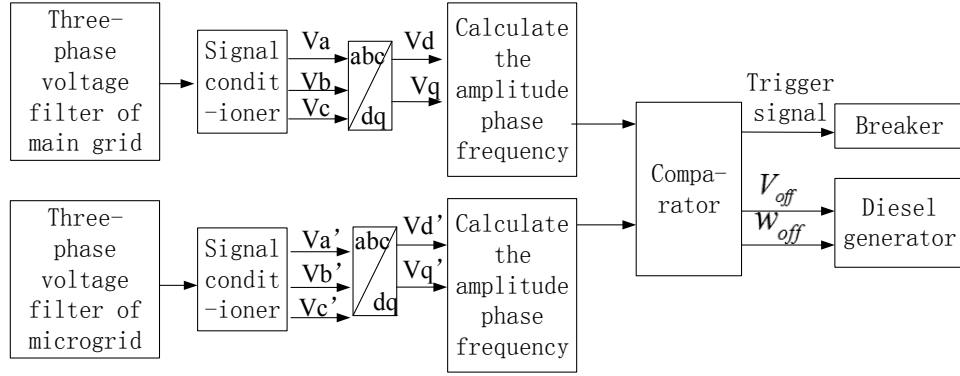 Three-
phase
voltage
filter of
main grid
Signal
condit
-ioner
Va
Vb
Vc
abc
dq
Vd
Vq
Calculate
the
amplitude
phase
frequency
Three-
phase
voltage
filter of
microgrid
Signal
condit
-ioner
Va’
Vb’
Vc’
abc
dq
Vd’
Vq’
Calculate
the
amplitude
phase
frequency
Compa-
rator
Trigger
signal
Breaker
Voff
woff
Diesel
generator